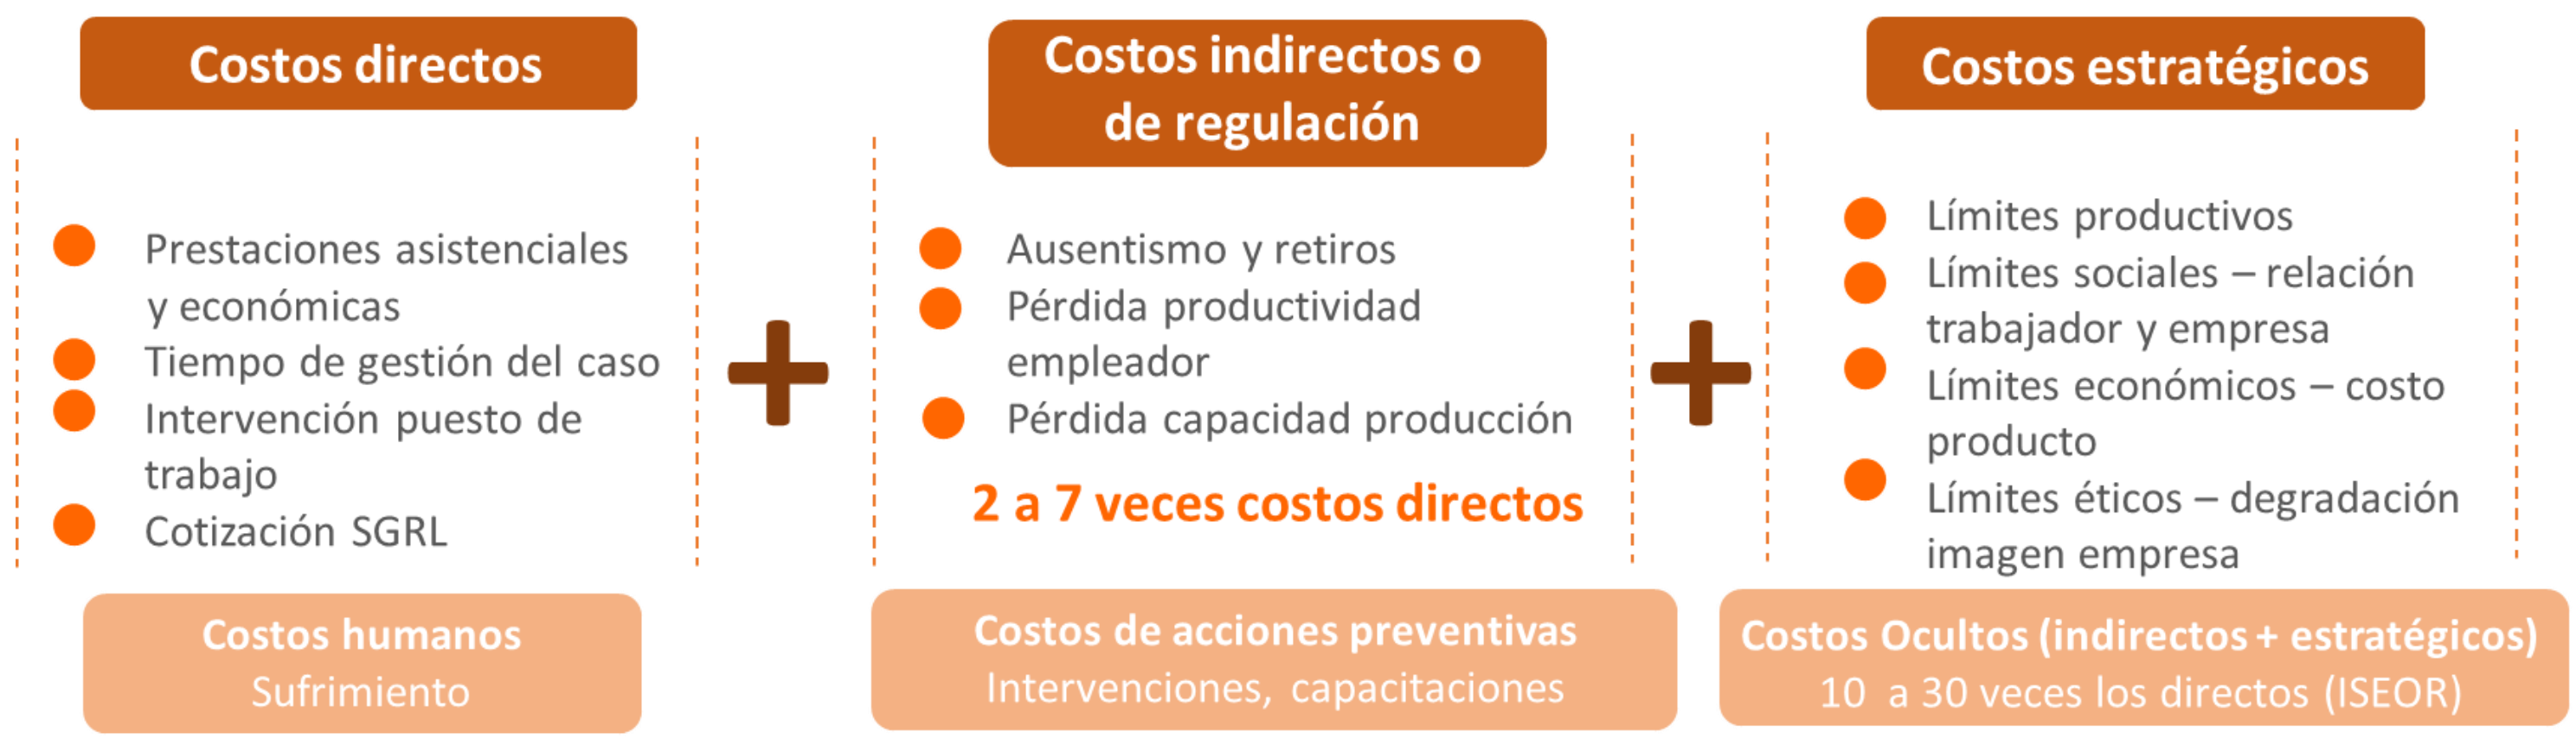 Costos directos
Prestaciones asistenciales
y económicas
Tiempo de gestión del caso
Intervención puesto de
trabajo
Cotización SGRL
Costos humanos
Sufrimiento
Costos indirectos o
de regulación
Ausentismo y retiros
Pérdida productividad
empleador
Pérdida capacidad producción
2 a 7 veces costos directos
Costos de acciones preventivas
Intervenciones, capacitaciones
Costos estratégicos
Límites productivos
Límites sociales – relación
trabajador y empresa
Límites económicos – costo
producto
Límites éticos – degradación
imagen empresa
Costos Ocultos (indirectos + estratégicos)
10 a 30 veces los directos (ISEOR)